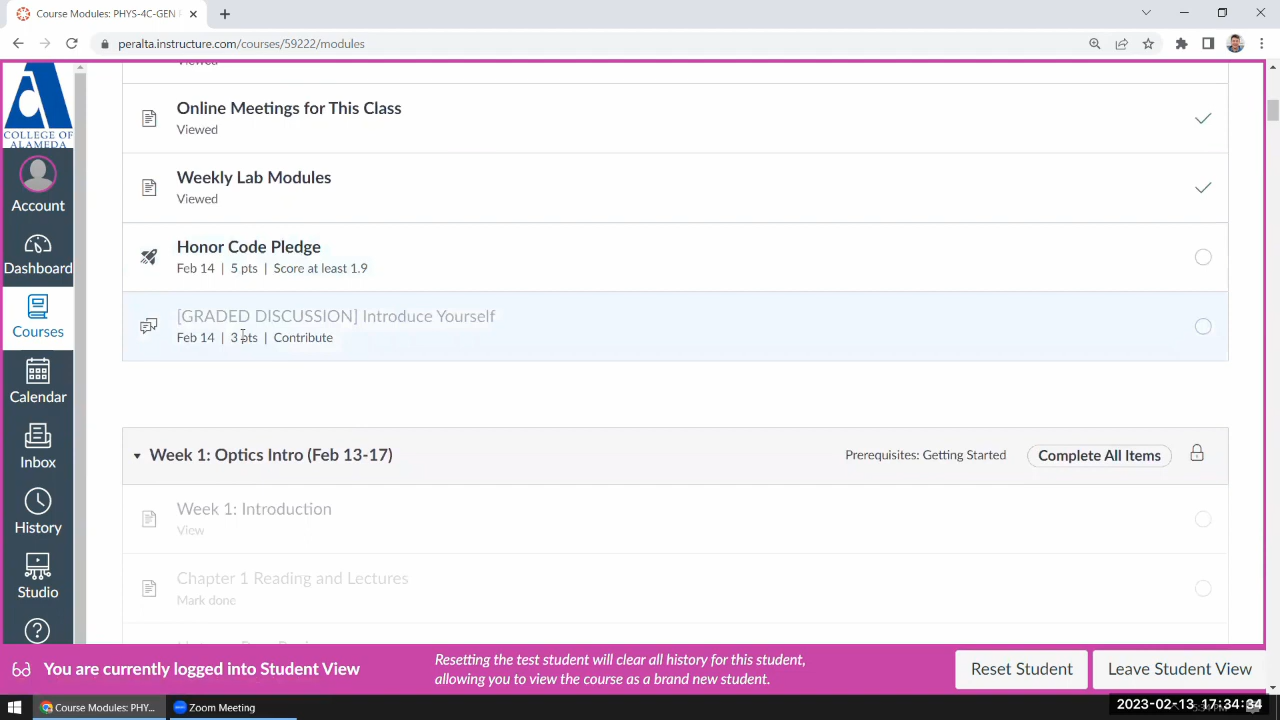 Course Modules: PHYS-4C-GEN
peralta.instructure.com/courses/59222/modules
COLLEGE OF
ALAMEDA
Account
Dashboard
Courses
Calendar
Inbox
History
Studio
Viewed
Online Meetings for This Class
Viewed
Weekly Lab Modules
Viewed
Honor Code Pledge
Feb 14 | 5 pts | Score at least 1.9
[GRADED DISCUSSION] Introduce Yourself
Feb 14 | 3 pts | Contribute
Week 1: Optics Intro (Feb 13-17)
Prerequisites: Getting Started
Complete All Items
Week 1: Introduction
View
Chapter 1 Reading and Lectures
Mark done
You are currently logged into Student View
Resetting the test student will clear all history for this student,
allowing you to view the course as a brand new student.
Reset Student
Leave Student View
Course Modules: PHY...
Zoom Meeting
2023-02-13 17:34:34